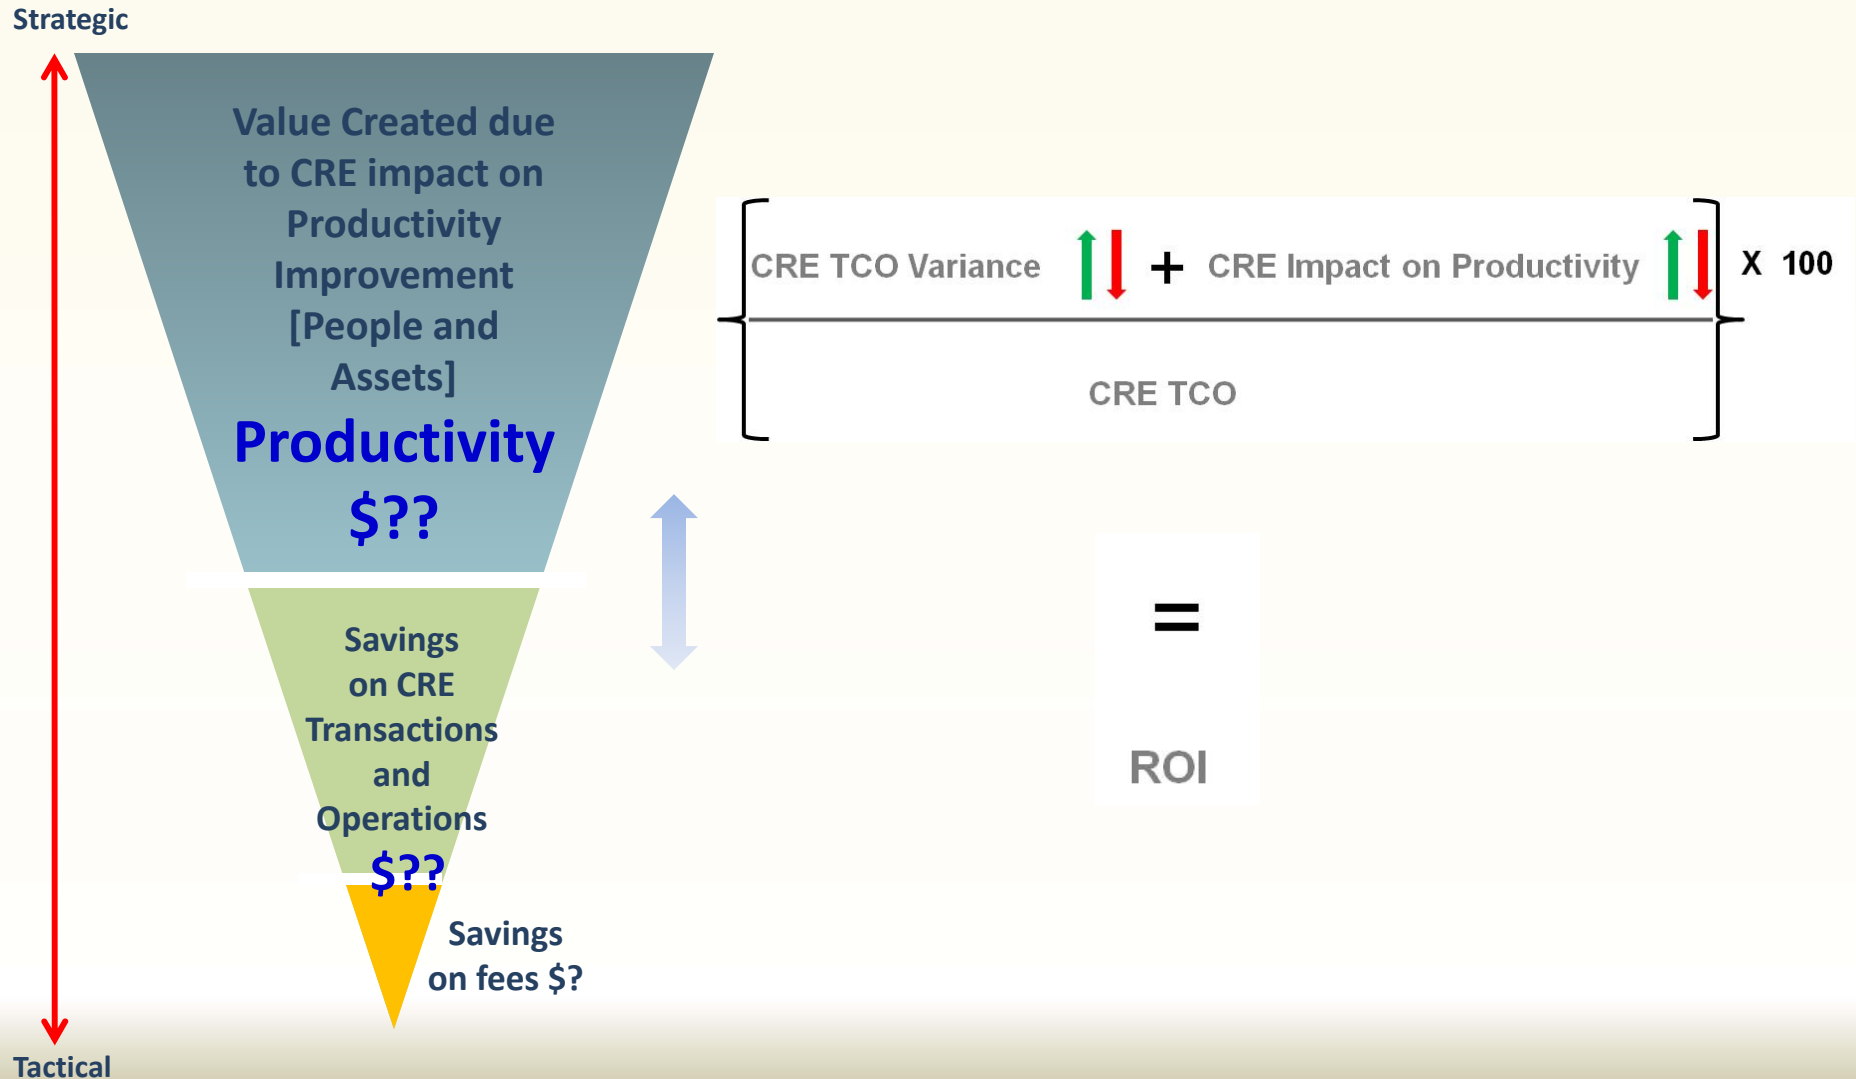 Strategic
Value Created due
to CRE impact on
Productivity
Improvement
[People and
Assets]
Productivity
$??
Savings
on CRE
Transactions
and
Operations
$??
Savings
on fees $?
Tactical
CRE TCO Variance + CRE Impact on Productivity X 100
CRE TCO
=
ROI